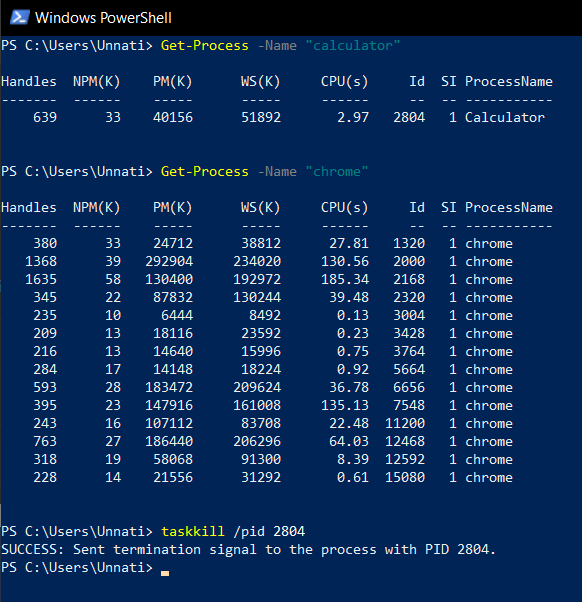 Windows PowerShell
PS C:\Users\Unnati> Get-Process -Name "calculator"
Handles  NPM(K)    PM(K)      WS(K)     CPU(s)     Id  SI ProcessName
-------  ------    -----      -----     ------     --  -- -----------
    639      33    40156      51892       2.97   2804   1 Calculator
PS C:\Users\Unnati> Get-Process -Name "chrome"
Handles  NPM(K)    PM(K)      WS(K)     CPU(s)     Id  SI ProcessName
-------  ------    -----      -----     ------     --  -- -----------
    380      33    24712      38812      27.81   1320   1 chrome
   1368      39   292904     234020     130.56   2000   1 chrome
   1635      58   130400     192972     185.34   2168   1 chrome
    345      22    87832     130244      39.48   2320   1 chrome
    235      10     6444       8492       0.13   3004   1 chrome
    209      13    18116      23592       0.23   3428   1 chrome
    216      13    14640      15996       0.75   3764   1 chrome
    284      17    14148      18224       0.92   5664   1 chrome
    593      28   183472     209624      36.78   6656   1 chrome
    395      23   147916     161008     135.13   7548   1 chrome
    243      16   107112      83708      22.48  11200   1 chrome
    763      27   186440     206296      64.03  12468   1 chrome
    318      19    58068      91300       8.39  12592   1 chrome
    228      14    21556      31292       0.61  15080   1 chrome
PS C:\Users\Unnati> taskkill /pid 2804
SUCCESS: Sent termination signal to the process with PID 2804.
PS C:\Users\Unnati>